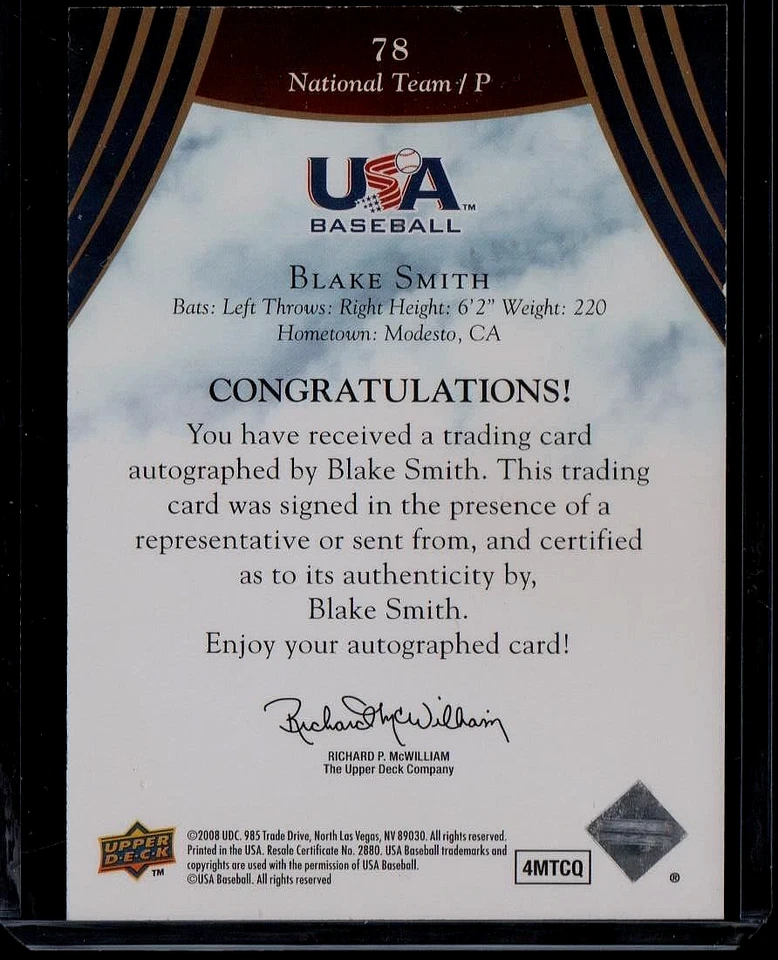 78
National Team / P
USA™
BASEBALL
BLAKE SMITH
Bats: Left Throws: Right Height: 6'2" Weight: 220
Hometown: Modesto, CA
CONGRATULATIONS!
You have received a trading card
autographed by Blake Smith. This trading
card was signed in the presence of a
representative or sent from, and certified
as to its authenticity by,
Blake Smith.
Enjoy your autographed card!
Richard McWilliam
RICHARD P. McWILLIAM
The Upper Deck Company
UPPER
D·E·C·K
™
©2008 UDC. 985 Trade Drive, North Las Vegas, NV 89030. All rights reserved.
Printed in the USA. Resale Certificate No. 2880. USA Baseball trademarks and
copyrights are used with the permission of USA Baseball.
©USA Baseball. All rights reserved
4MTCQ
®